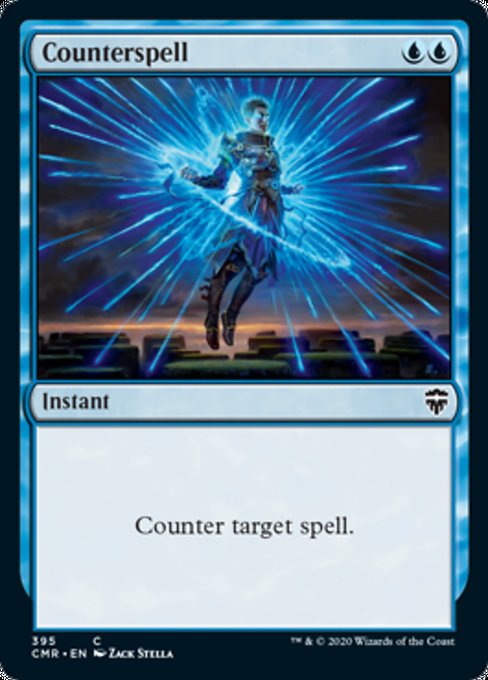 Counterspell
Instant
Counter target spell.
395 C
CMR • EN Zack Stella
™ & © 2020 Wizards of the Coast